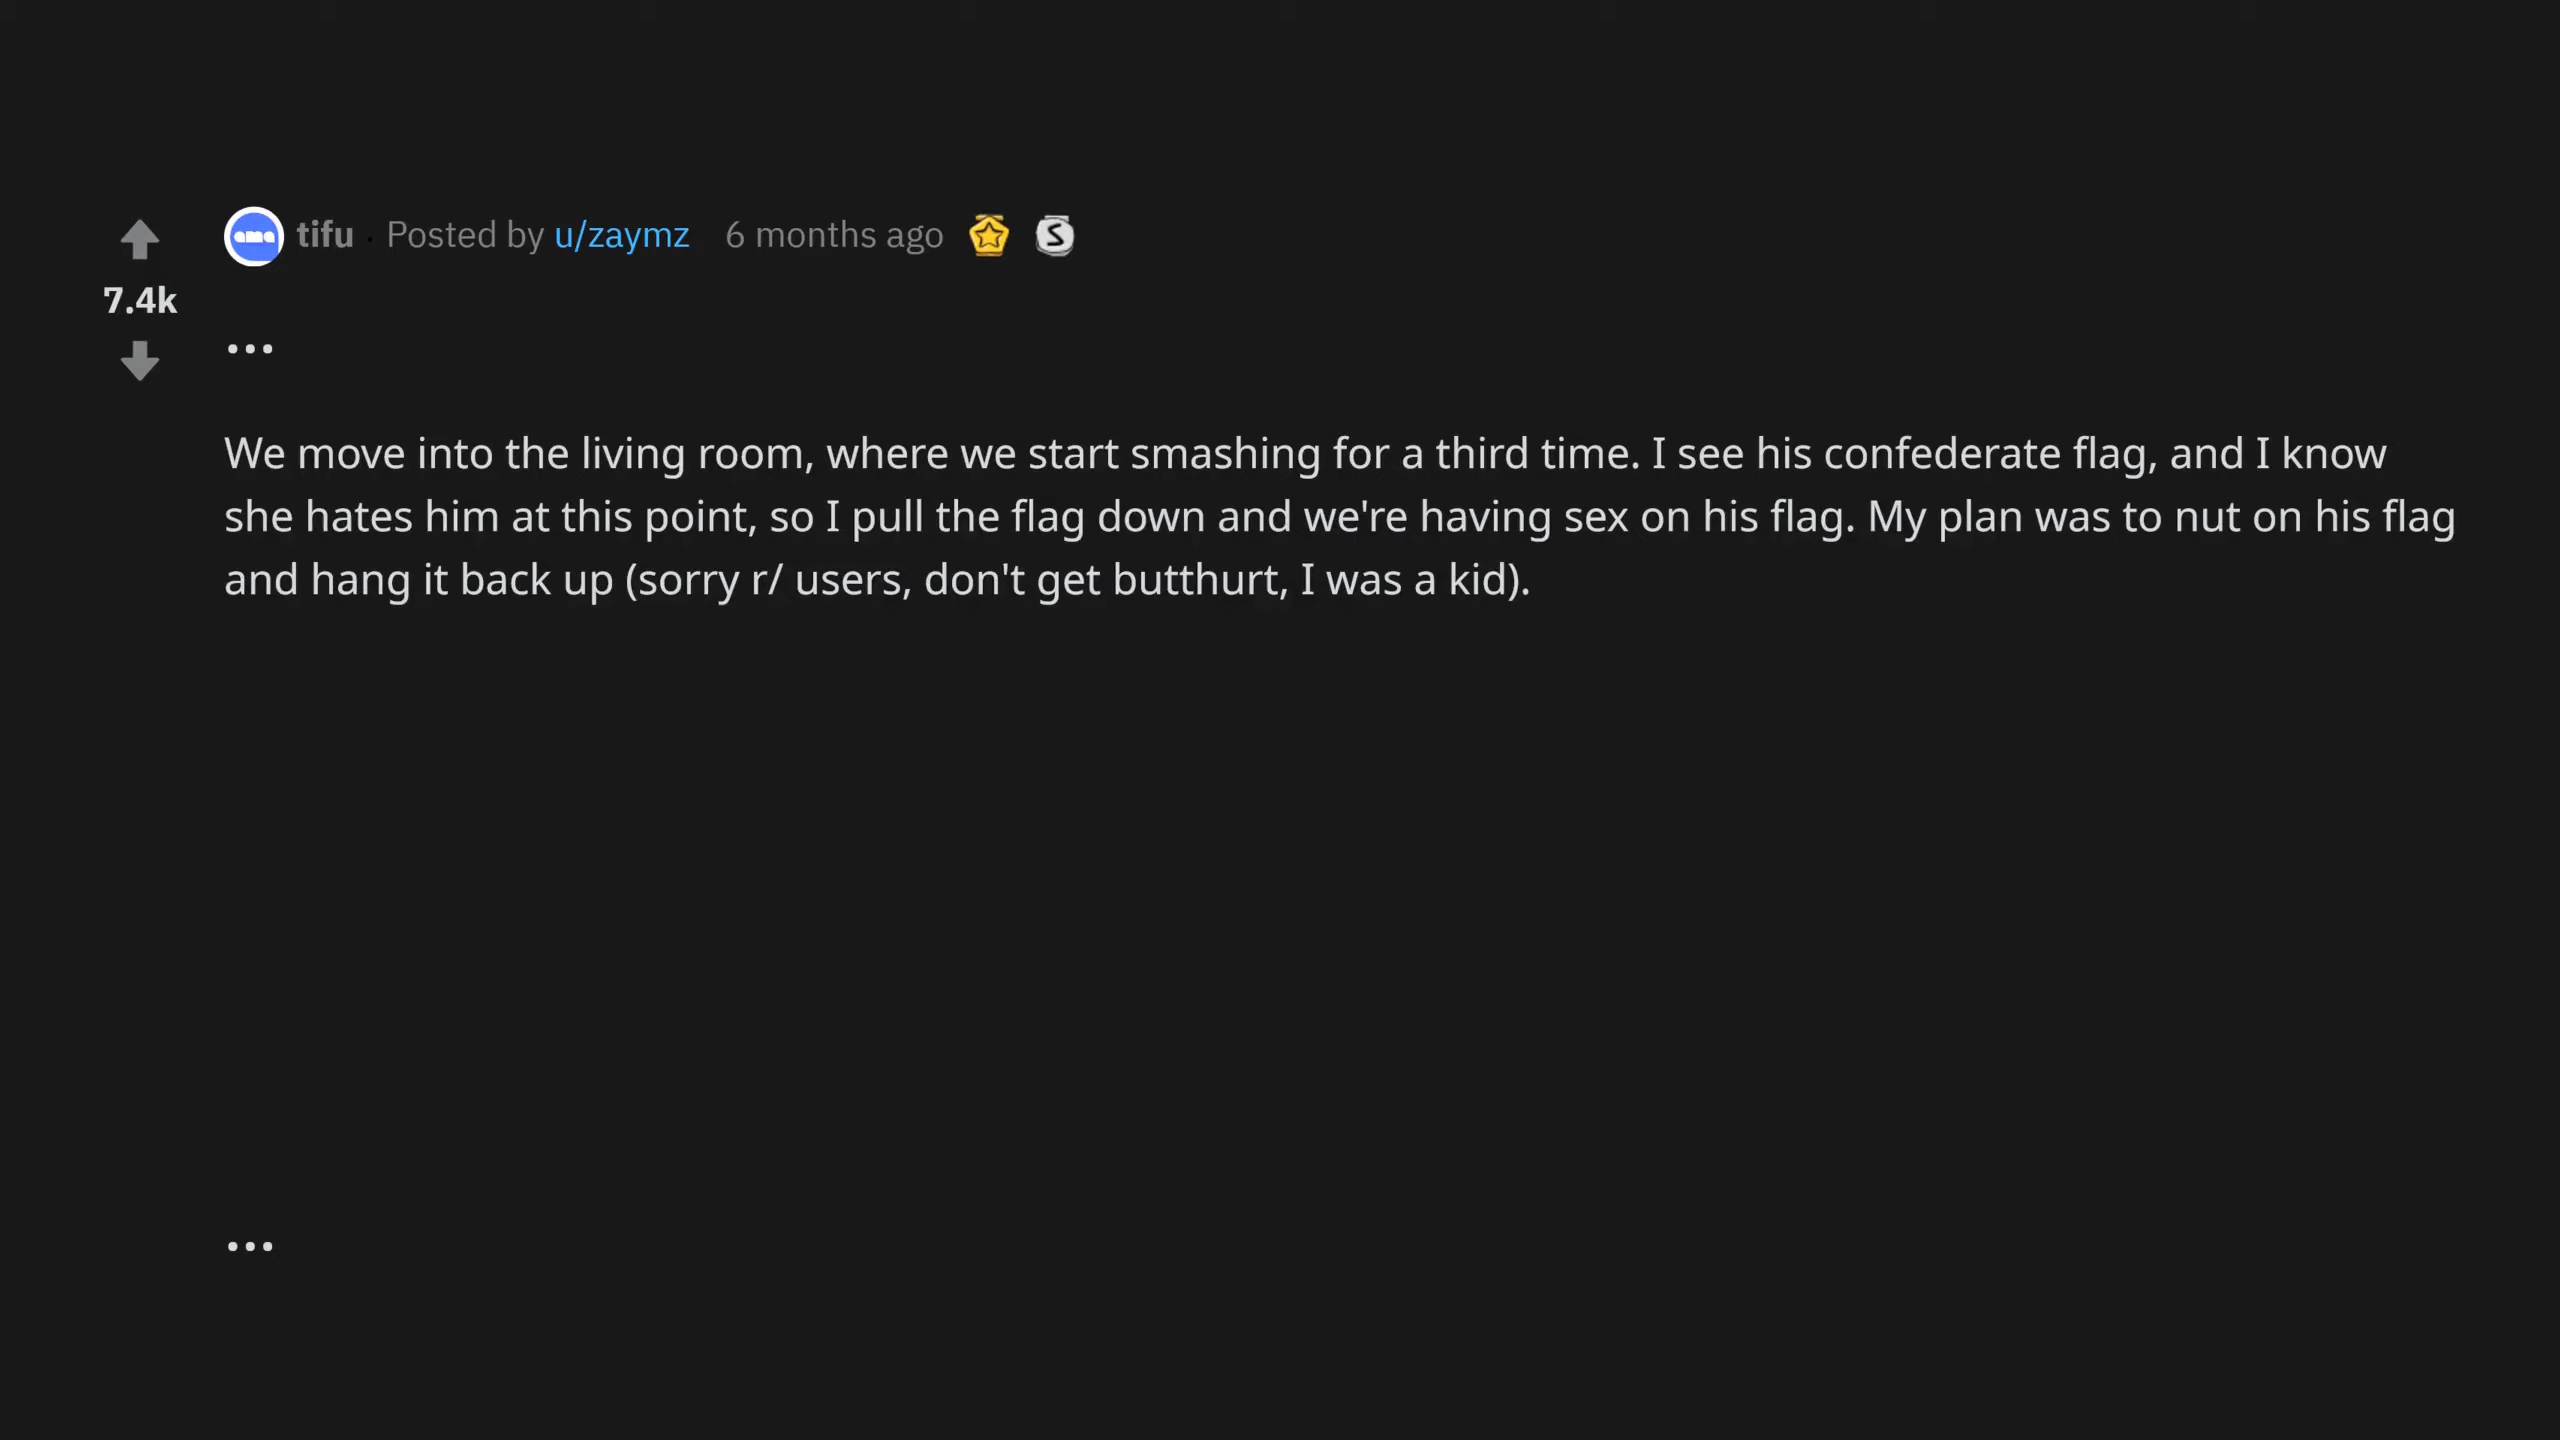 tifu · Posted by u/zaymz 6 months ago
7.4k
...
We move into the living room, where we start smashing for a third time. I see his confederate flag, and I know
she hates him at this point, so I pull the flag down and we're having sex on his flag. My plan was to nut on his flag
and hang it back up (sorry r/ users, don't get butthurt, I was a kid).
...